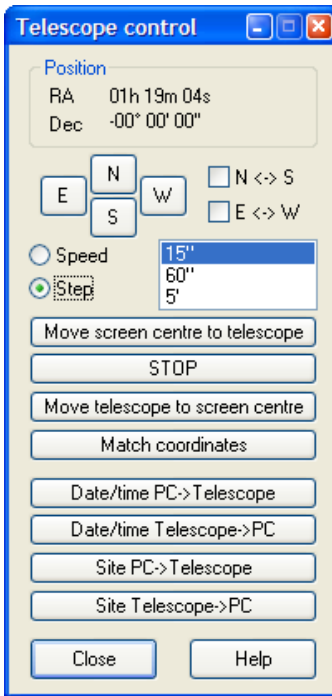 Telescope control
Position
RA 01h 19m 04s
Dec -00° 00' 00"
N
E W
S
N <-> S
E <-> W
Speed
Step
15"
60"
5'
Move screen centre to telescope
STOP
Move telescope to screen centre
Match coordinates
Date/time PC->Telescope
Date/time Telescope->PC
Site PC->Telescope
Site Telescope->PC
Close Help